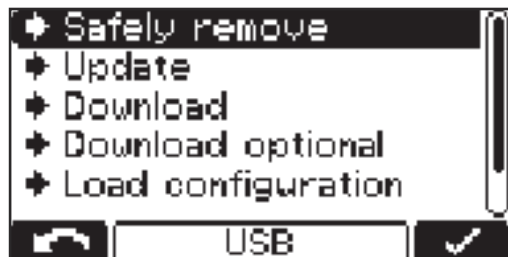 Safely remove
Update
Download
Download optional
Load configuration
USB